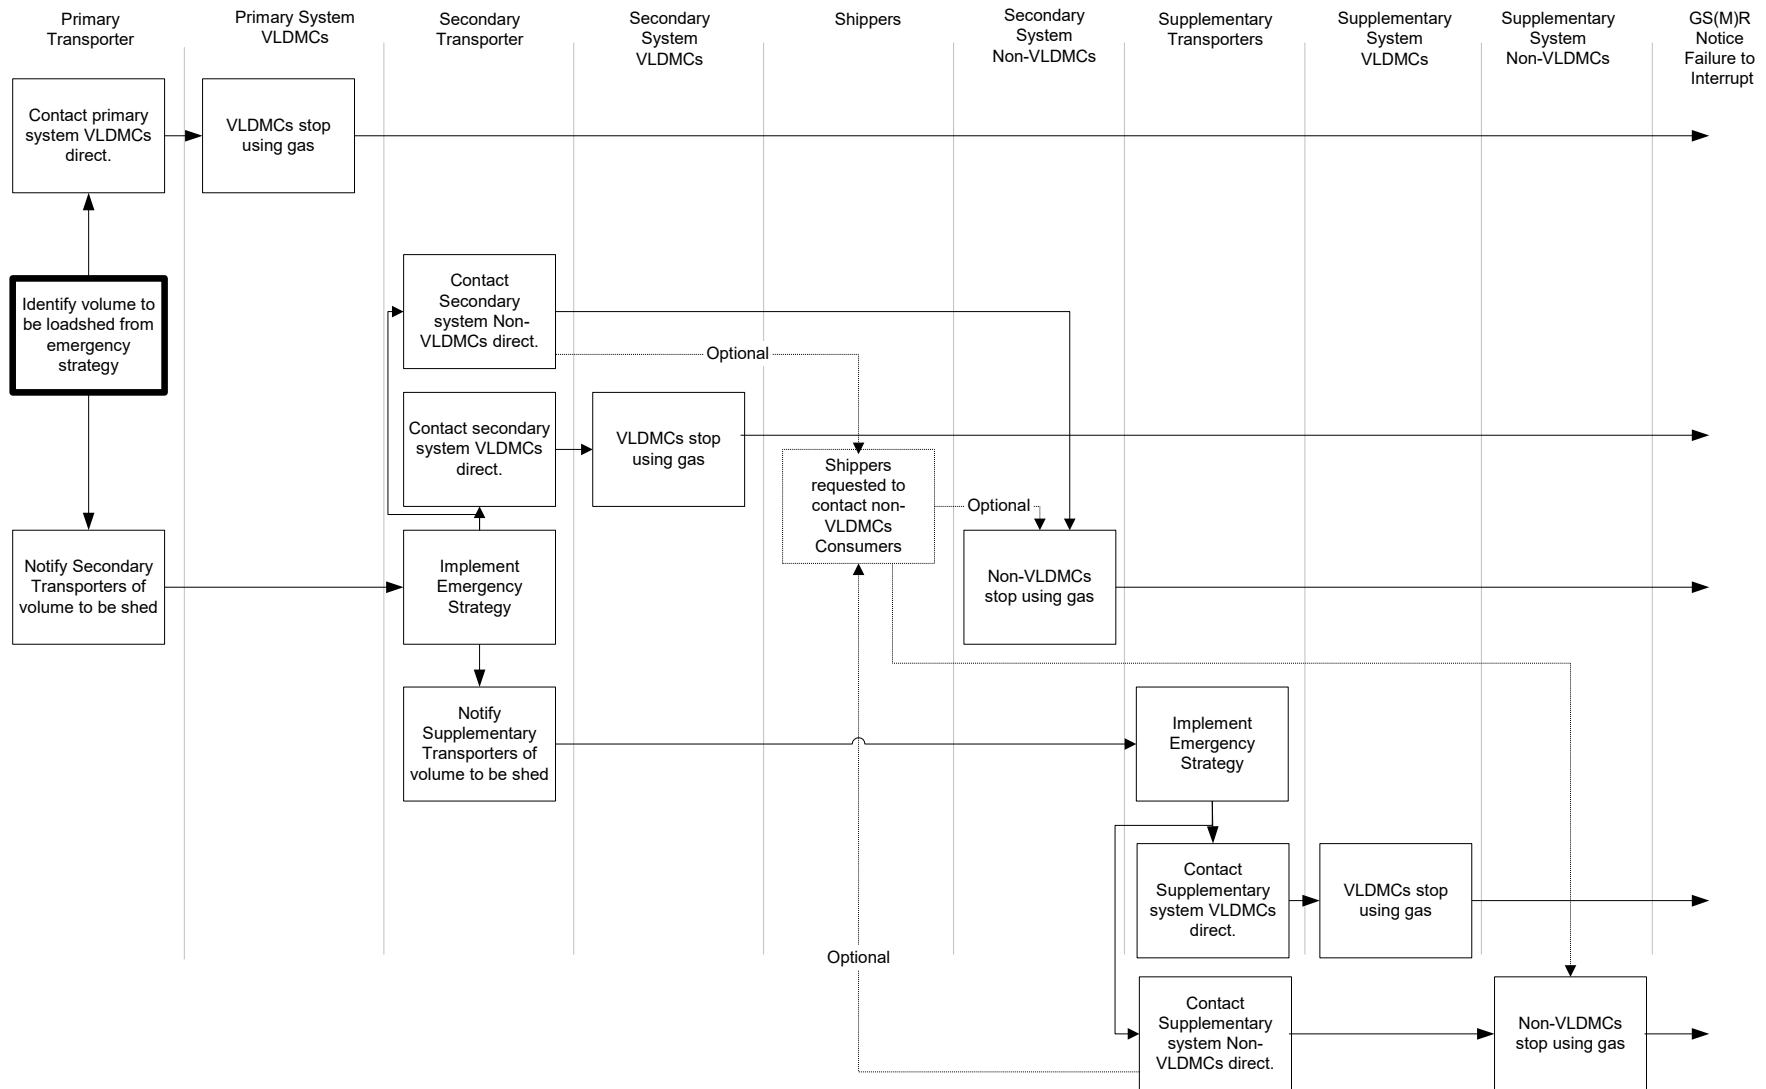 Primary
Transporter
Primary System
VLDMCs
Secondary
Transporter
Secondary
System
VLDMCs
Shippers
Secondary
System
Non-VLDMCs
Supplementary
Transporters
Supplementary
System
VLDMCs
Supplementary
System
Non-VLDMCs
GS(M)R
Notice
Failure to
Interrupt
Contact primary
system VLDMCs
direct.
VLDMCs stop
using gas
Identify volume to
be loadshed from
emergency
strategy
Contact
Secondary
system Non-
VLDMCs direct.
Optional
Contact secondary
system VLDMCs
direct.
VLDMCs stop
using gas
Shippers
requested to
contact non-
VLDMCs
Consumers
Optional
Notify Secondary
Transporters of
volume to be shed
Implement
Emergency
Strategy
Non-VLDMCs
stop using gas
Notify
Supplementary
Transporters of
volume to be shed
Implement
Emergency
Strategy
Contact
Supplementary
system VLDMCs
direct.
VLDMCs stop
using gas
Optional
Contact
Supplementary
system Non-
VLDMCs direct.
Non-VLDMCs
stop using gas